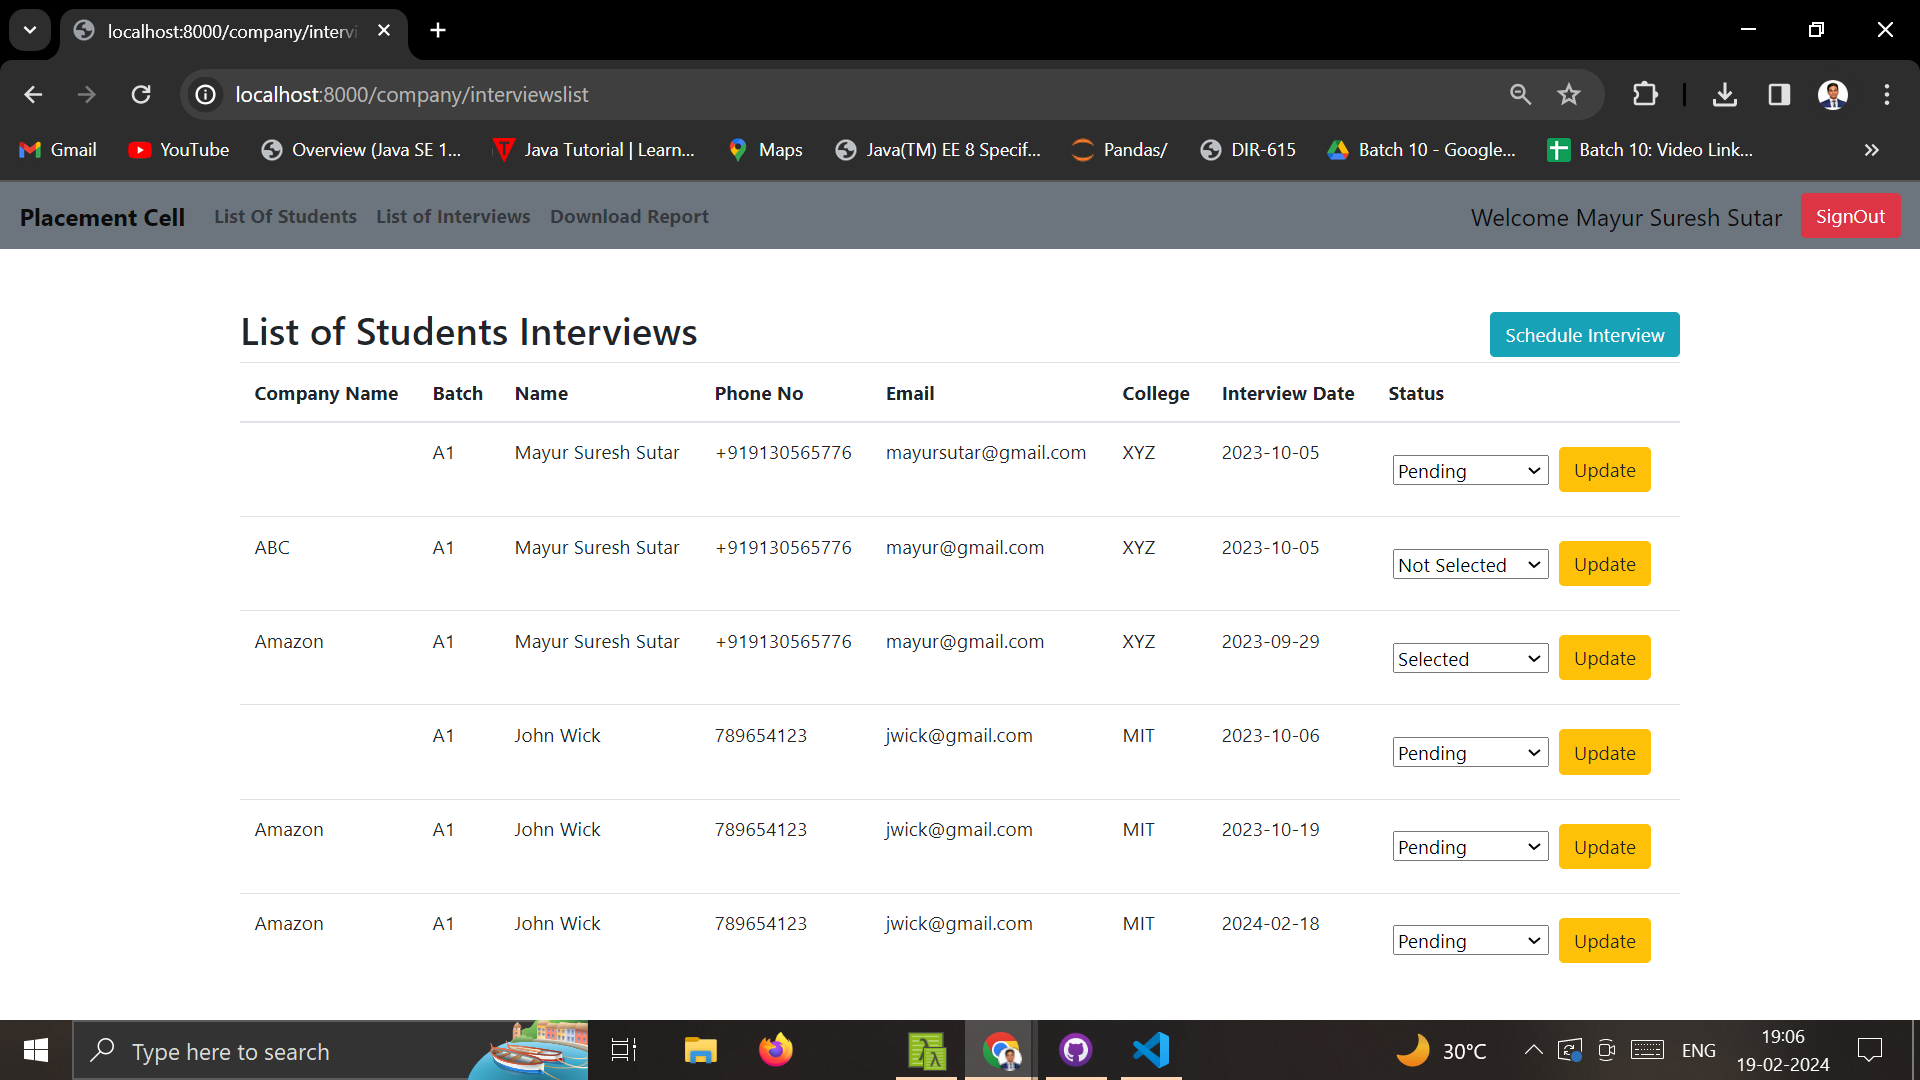 localhost:8000/company/intervi
localhost:8000/company/interviewslist
Gmail YouTube Overview (Java SE 1... Java Tutorial | Learn... Maps Java(TM) EE 8 Specif... Pandas/ DIR-615 Batch 10 - Google... Batch 10: Video Link...
Placement Cell List Of Students List of Interviews Download Report Welcome Mayur Suresh Sutar SignOut
List of Students Interviews Schedule Interview
Company Name Batch Name Phone No Email College Interview Date Status
A1 Mayur Suresh Sutar +919130565776 mayursutar@gmail.com XYZ 2023-10-05 Pending Update
ABC A1 Mayur Suresh Sutar +919130565776 mayur@gmail.com XYZ 2023-10-05 Not Selected Update
Amazon A1 Mayur Suresh Sutar +919130565776 mayur@gmail.com XYZ 2023-09-29 Selected Update
A1 John Wick 789654123 jwick@gmail.com MIT 2023-10-06 Pending Update
Amazon A1 John Wick 789654123 jwick@gmail.com MIT 2023-10-19 Pending Update
Amazon A1 John Wick 789654123 jwick@gmail.com MIT 2024-02-18 Pending Update
Type here to search 30°C ENG 19:06
19-02-2024